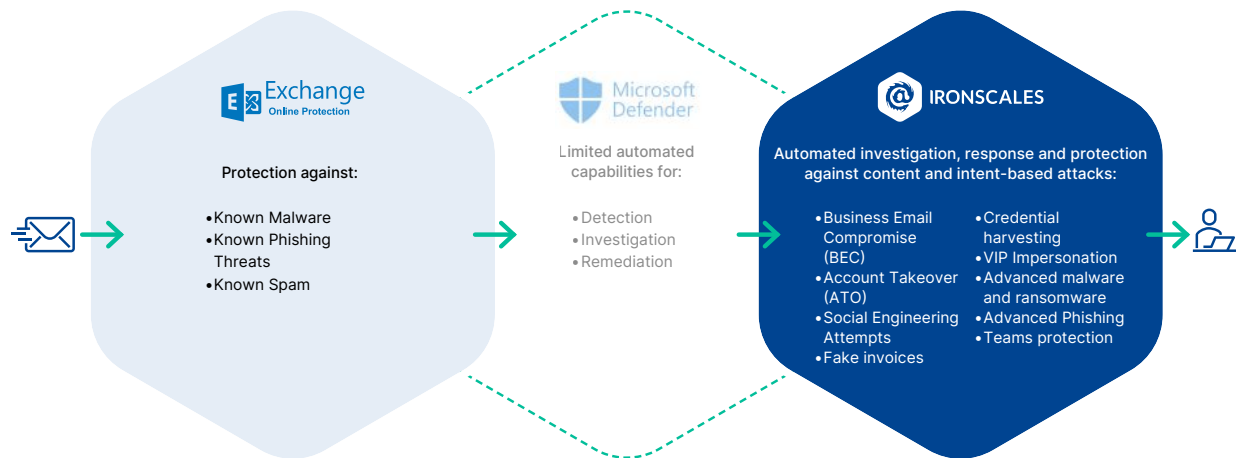 Exchange
Online Protection
Protection against:
•Known Malware
•Known Phishing
Threats
•Known Spam
Microsoft
Defender
Limited automated
capabilities for:
•Detection
•Investigation
•Remediation
@ IRONSCALES
Automated investigation, response and protection
against content and intent-based attacks:
•Business Email
Compromise
(BEC)
•Account Takeover
(ATO)
•Social Engineering
Attempts
•Fake invoices
•Credential
harvesting
•VIP Impersonation
•Advanced malware
and ransomware
•Advanced Phishing
•Teams protection